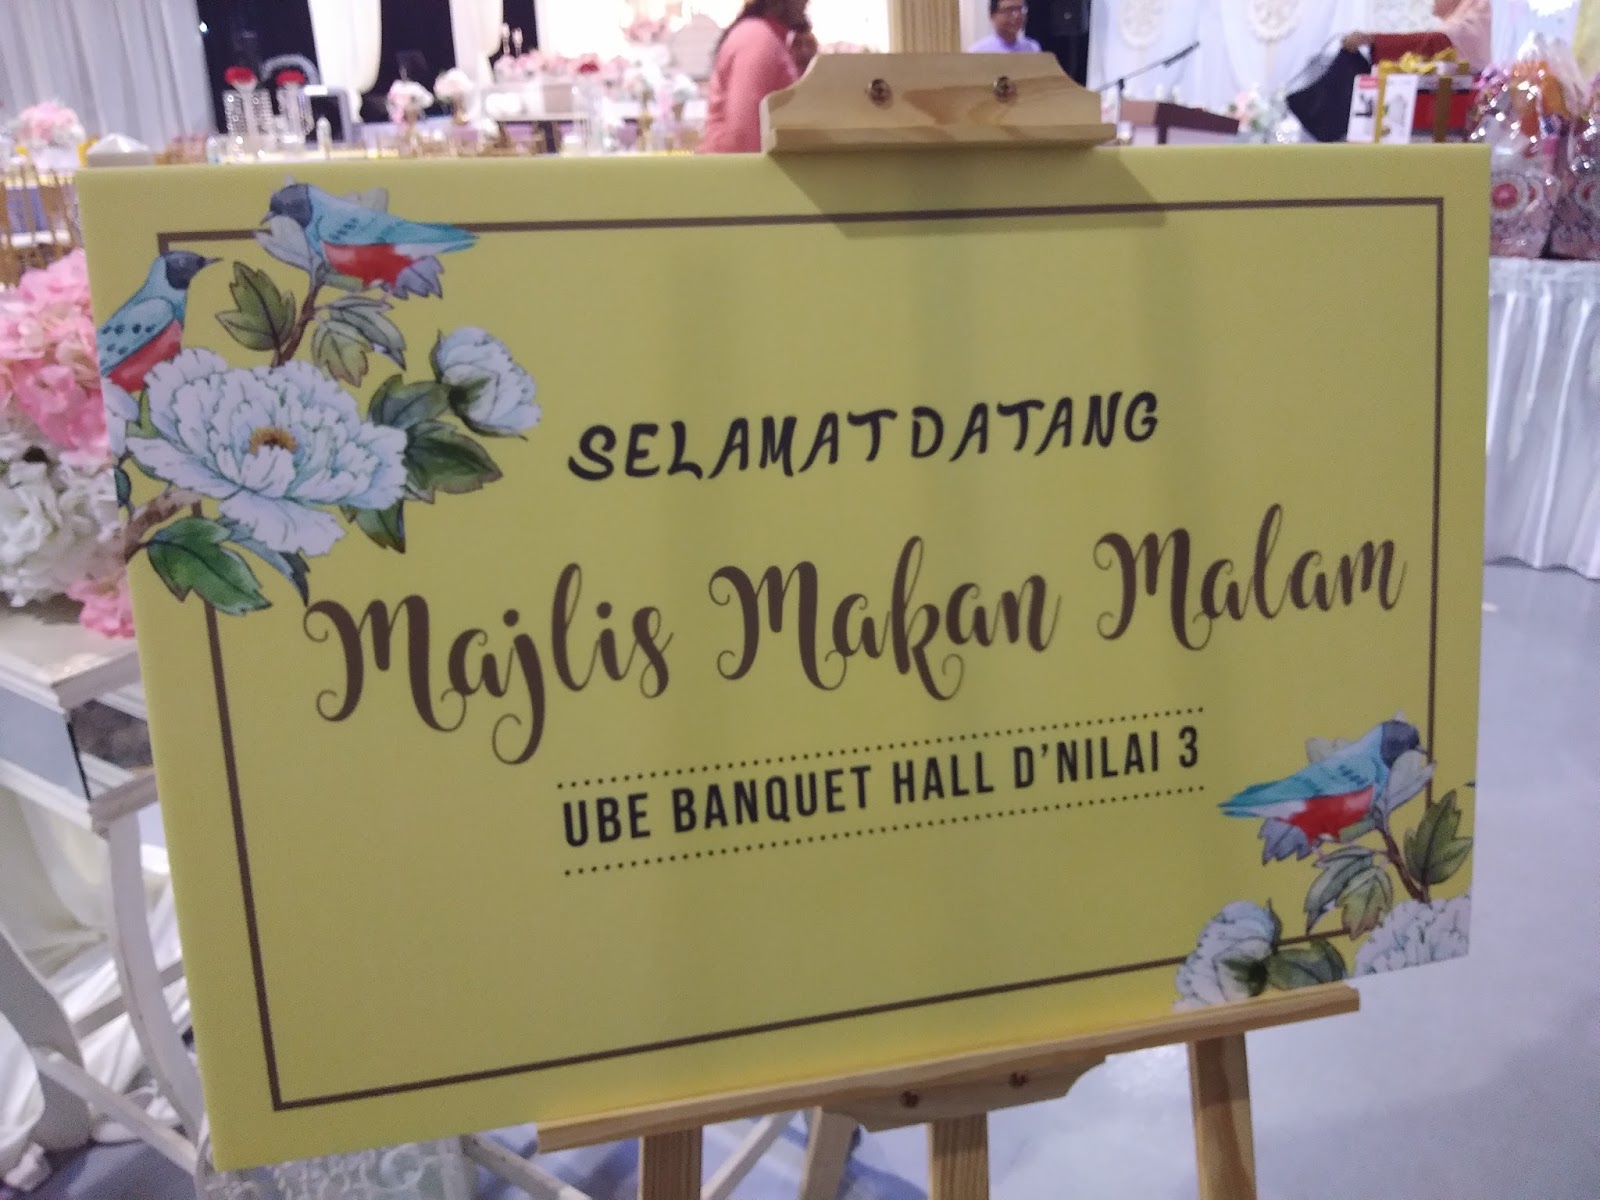 SELAMAT DATANG
Majlis Makan Malam
UBE BANQUET HALL D'NILAI 3